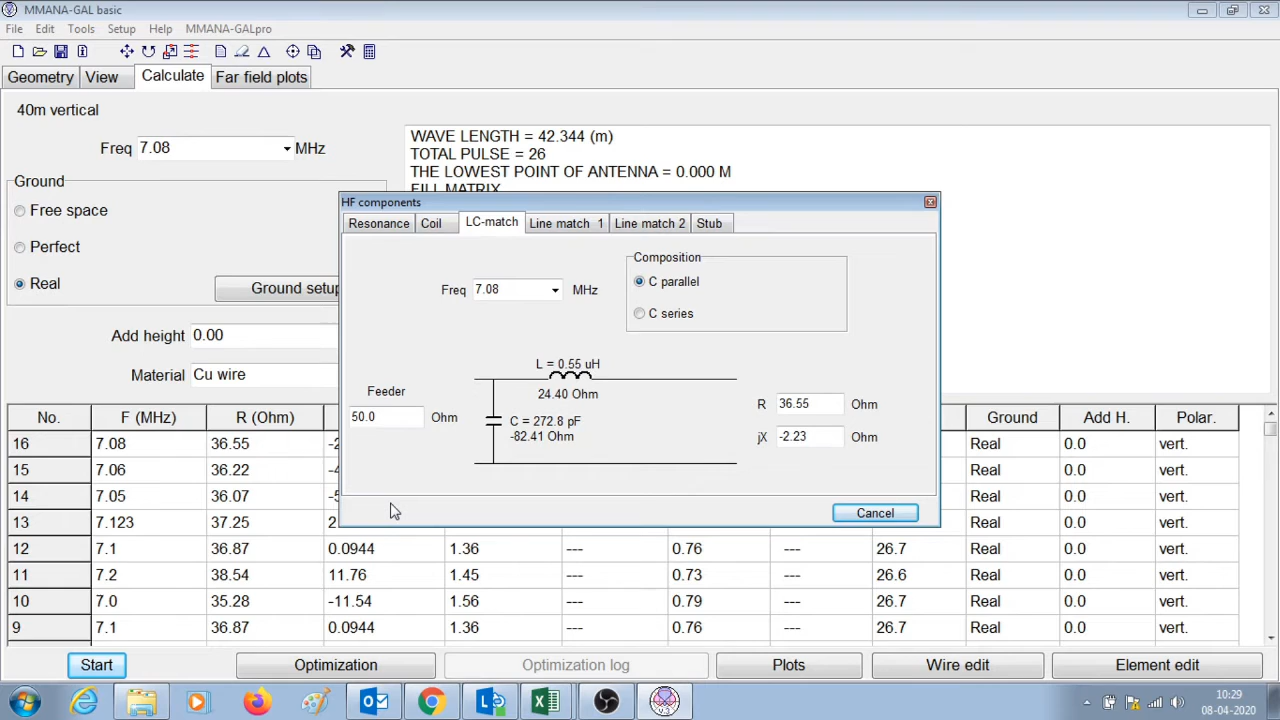 MMANA-GAL basic
File Edit Tools Setup Help MMANA-GALpro
Geometry View Calculate Far field plots
40m vertical
Freq 7.08 MHz
Ground
Free space
Perfect
Real
Ground setu
Add height 0.00
Material Cu wire
WAVE LENGTH = 42.344 (m)
TOTAL PULSE = 26
THE LOWEST POINT OF ANTENNA = 0.000 M
FILL MATRIX
HF components
Resonance Coil LC-match Line match 1 Line match 2 Stub
Freq 7.08 MHz
Composition
C parallel
C series
L = 0.55 uH
24.40 Ohm
Feeder
50.0 Ohm
C = 272.8 pF
-82.41 Ohm
R 36.55 Ohm
jX -2.23 Ohm
Cancel
No. F (MHz) R (Ohm) Ground Add H. Polar.
16 7.08 36.55 -2 Real 0.0 vert.
15 7.06 36.22 -4 Real 0.0 vert.
14 7.05 36.07 -5 Real 0.0 vert.
13 7.123 37.25 2 Real 0.0 vert.
12 7.1 36.87 0.0944 1.36 --- 0.76 --- 26.7 Real 0.0 vert.
11 7.2 38.54 11.76 1.45 --- 0.73 --- 26.6 Real 0.0 vert.
10 7.0 35.28 -11.54 1.56 --- 0.79 --- 26.7 Real 0.0 vert.
9 7.1 36.87 0.0944 1.36 --- 0.76 --- 26.7 Real 0.0 vert.
Start Optimization Optimization log Plots Wire edit Element edit
10:29
08-04-2020